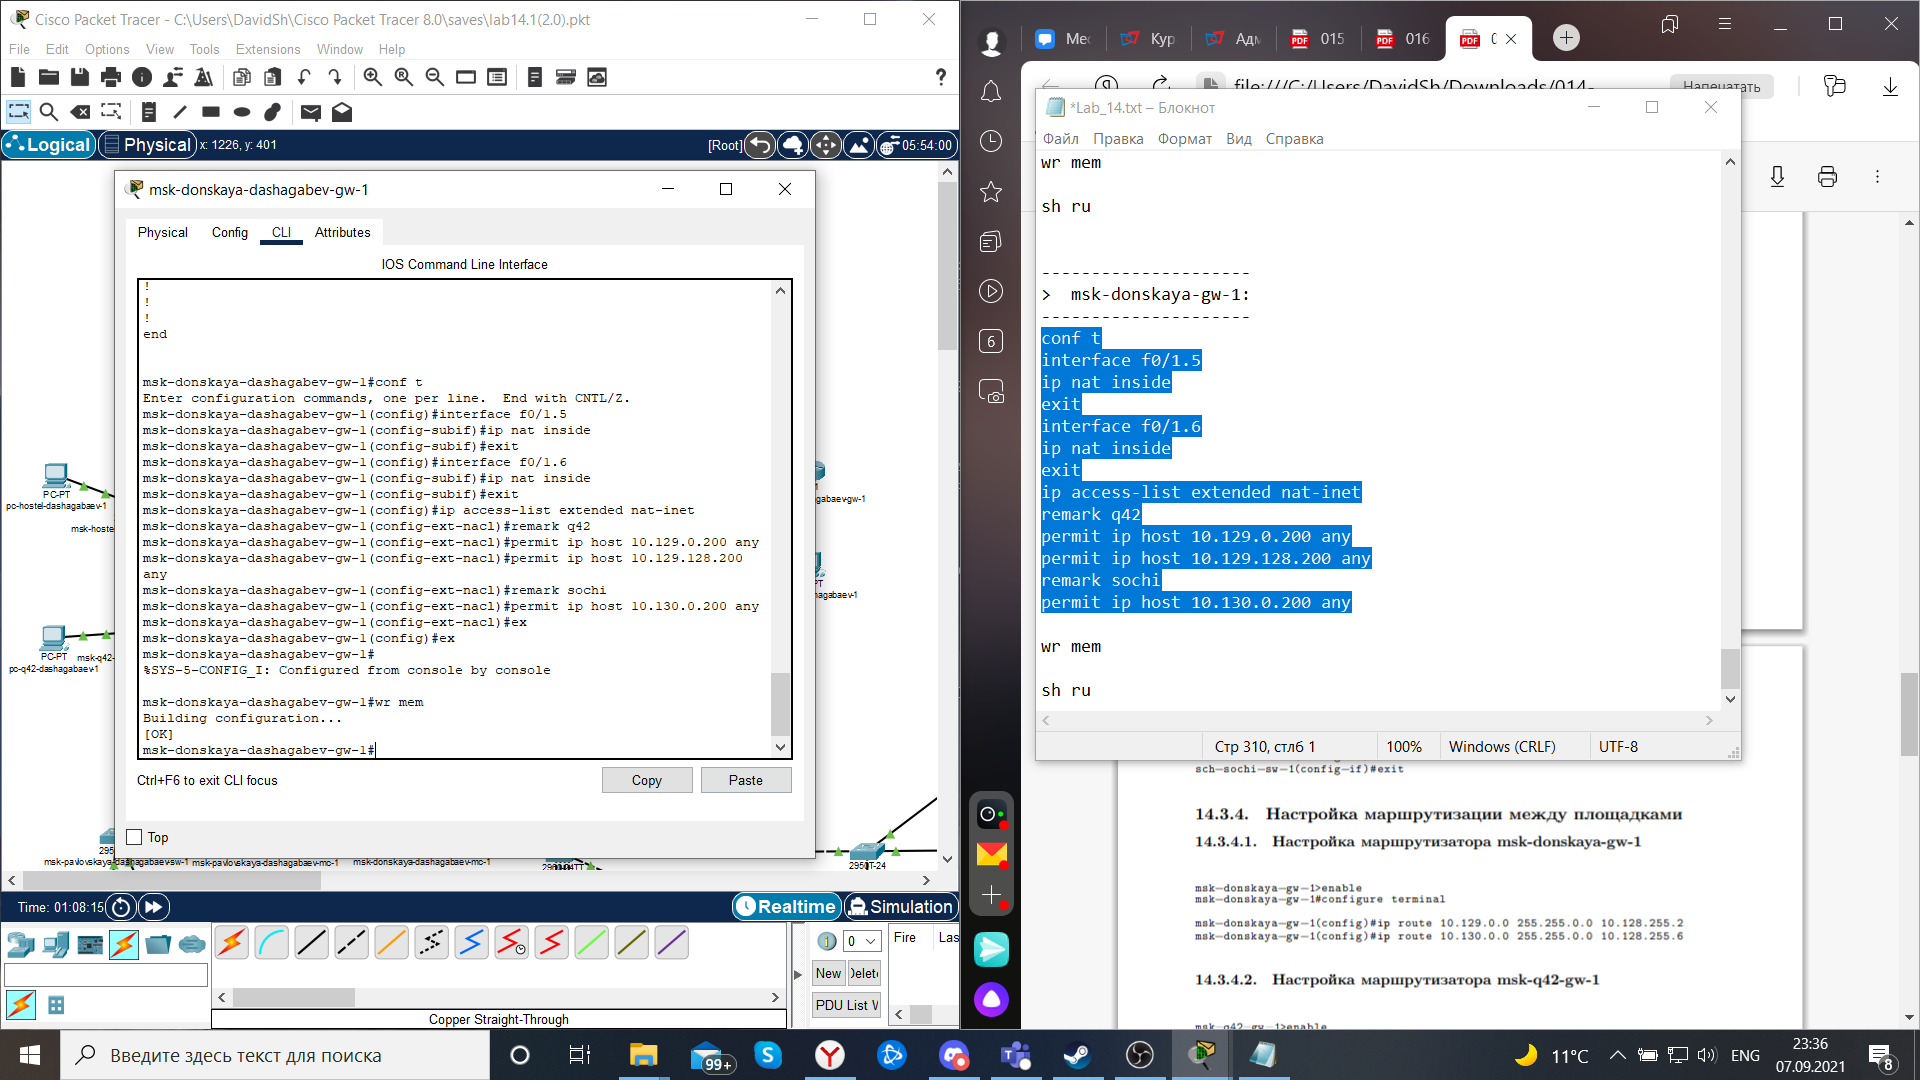 Cisco Packet Tracer - C:\Users\DavidSh\Cisco Packet Tracer 8.0\saves\lab14.1(2.0).pkt
File Edit Options View Tools Extensions Window Help
Logical Physical x: 1226, y: 401 [Root] 05:54:00
msk-donskaya-dashagabev-gw-1
Physical Config CLI Attributes
IOS Command Line Interface
!
!
!
end
msk-donskaya-dashagabev-gw-1#conf t
Enter configuration commands, one per line. End with CNTL/Z.
msk-donskaya-dashagabev-gw-1(config)#interface f0/1.5
msk-donskaya-dashagabev-gw-1(config-subif)#ip nat inside
msk-donskaya-dashagabev-gw-1(config-subif)#exit
msk-donskaya-dashagabev-gw-1(config)#interface f0/1.6
msk-donskaya-dashagabev-gw-1(config-subif)#ip nat inside
msk-donskaya-dashagabev-gw-1(config-subif)#exit
msk-donskaya-dashagabev-gw-1(config)#ip access-list extended nat-inet
msk-donskaya-dashagabev-gw-1(config-ext-nacl)#remark q42
msk-donskaya-dashagabev-gw-1(config-ext-nacl)#permit ip host 10.129.0.200 any
msk-donskaya-dashagabev-gw-1(config-ext-nacl)#permit ip host 10.129.128.200
any
msk-donskaya-dashagabev-gw-1(config-ext-nacl)#remark sochi
msk-donskaya-dashagabev-gw-1(config-ext-nacl)#permit ip host 10.130.0.200 any
msk-donskaya-dashagabev-gw-1(config-ext-nacl)#ex
msk-donskaya-dashagabev-gw-1(config)#ex
msk-donskaya-dashagabev-gw-1#
%SYS-5-CONFIG_I: Configured from console by console
msk-donskaya-dashagabev-gw-1#wr mem
Building configuration...
[OK]
msk-donskaya-dashagabev-gw-1#
Ctrl+F6 to exit CLI focus Copy Paste
Top
PC-PT
pc-hostel-dashagabaev-1
msk-hostel
PC-PT
msk-q42-
pc-q42-dashagabaev-1
agabaev-gw-1
PT
hagabaev-1
295
msk-pavlovskaya-dashagabaev-sw-1 msk-pavlovskaya-dashagabaev-mc-1 msk-donskaya-dashagabaev-mc-1
2950T-24
Time: 01:08:15 Realtime Simulation
0 Fire Las
New Delet
PDU List W
Copper Straight-Through
Мес Кур Адм 015 016 0
file:///C:/Users/DavidSh/Downloads/014- Напечатать
6
*Lab_14.txt – Блокнот
Файл Правка Формат Вид Справка
wr mem
sh ru
---------------------
> msk-donskaya-gw-1:
---------------------
conf t
interface f0/1.5
ip nat inside
exit
interface f0/1.6
ip nat inside
exit
ip access-list extended nat-inet
remark q42
permit ip host 10.129.0.200 any
permit ip host 10.129.128.200 any
remark sochi
permit ip host 10.130.0.200 any
wr mem
sh ru
Стр 310, стлб 1 100% Windows (CRLF) UTF-8
sch-sochi-sw-1(config-if)#exit
14.3.4. Настройка маршрутизации между площадками
14.3.4.1. Настройка маршрутизатора msk-donskaya-gw-1
msk-donskaya-gw-1>enable
msk-donskaya-gw-1#configure terminal
msk-donskaya-gw-1(config)#ip route 10.129.0.0 255.255.0.0 10.128.255.2
msk-donskaya-gw-1(config)#ip route 10.130.0.0 255.255.0.0 10.128.255.6
14.3.4.2. Настройка маршрутизатора msk-q42-gw-1
msk-q42-gw-1>enable
Введите здесь текст для поиска
99+
11°C ENG 23:36
07.09.2021
8